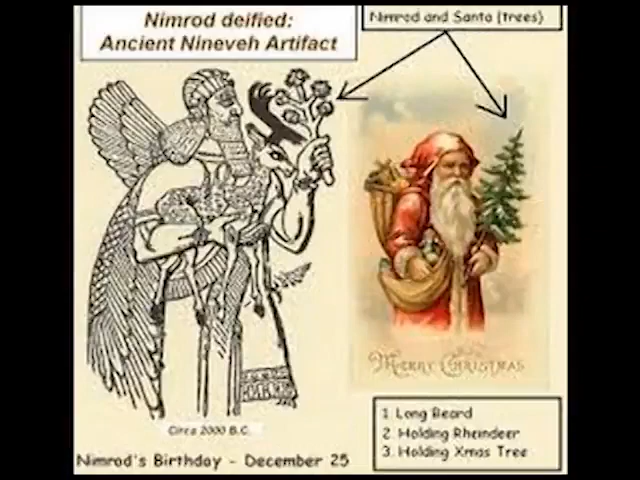 Nimrod deified:
Ancient Nineveh Artifact
Nimrod and Santa (trees)
MERRY CHRISTMAS
Circa 2000 B.C.
Nimrod's Birthday - December 25
1 Long Beard
2. Holding Rheindeer
3. Holding Xmas Tree